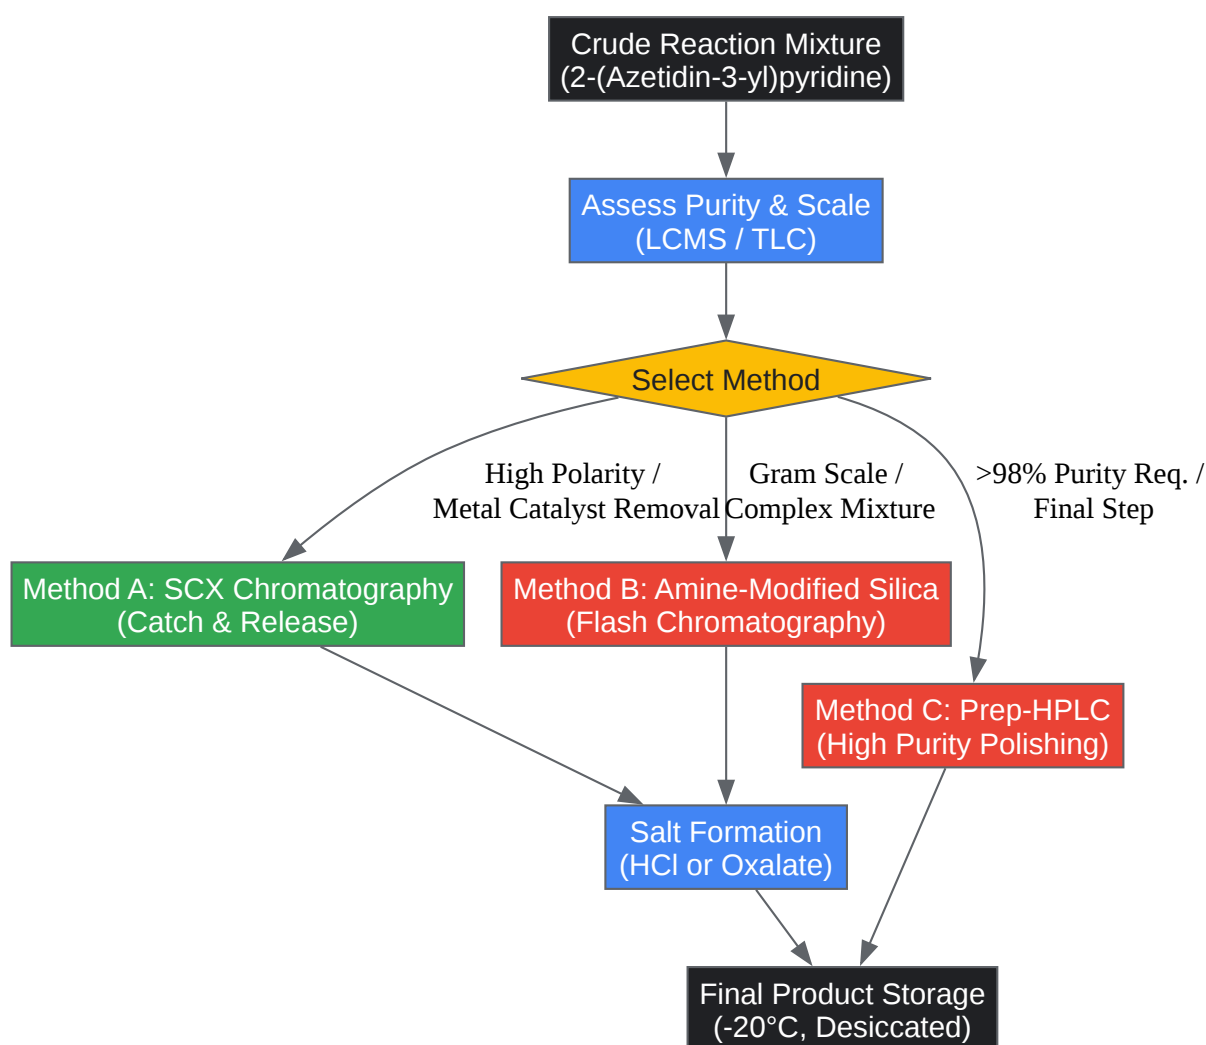 Crude Reaction Mixture
(2-(Azetidin-3-yl)pyridine)
Assess Purity & Scale
(LCMS / TLC)
Select Method
High Polarity /
Metal Catalyst Removal
Gram Scale /
Complex Mixture
>98% Purity Req. /
Final Step
Method A: SCX Chromatography
(Catch & Release)
Method B: Amine-Modified Silica
(Flash Chromatography)
Method C: Prep-HPLC
(High Purity Polishing)
Salt Formation
(HCl or Oxalate)
Final Product Storage
(-20°C, Desiccated)